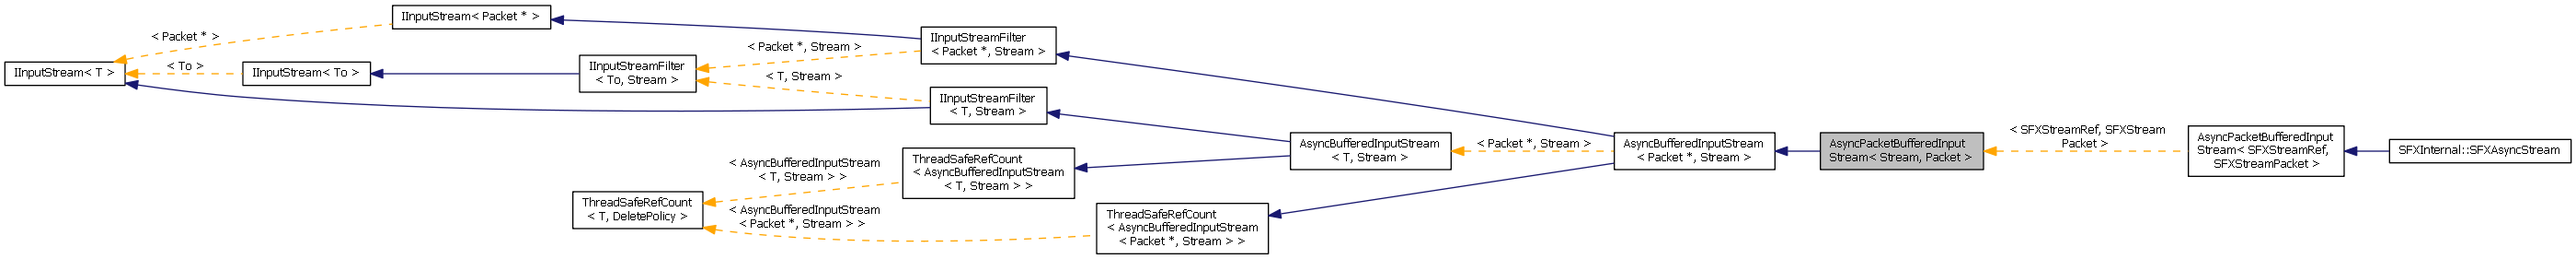 IInputStream< T >
< Packet * >
< To >
IInputStream< Packet * >
IInputStream< To >
IInputStreamFilter
< To, Stream >
< Packet *, Stream >
< T, Stream >
IInputStreamFilter
< Packet *, Stream >
IInputStreamFilter
< T, Stream >
ThreadSafeRefCount
< T, DeletePolicy >
< AsyncBufferedInputStream
< T, Stream > >
< AsyncBufferedInputStream
< Packet *, Stream > >
ThreadSafeRefCount
< AsyncBufferedInputStream
< T, Stream > >
ThreadSafeRefCount
< AsyncBufferedInputStream
< Packet *, Stream > >
AsyncBufferedInputStream
< T, Stream >
< Packet *, Stream >
AsyncBufferedInputStream
< Packet *, Stream >
AsyncPacketBufferedInput
Stream< Stream, Packet >
< SFXStreamRef, SFXStream
Packet >
AsyncPacketBufferedInput
Stream< SFXStreamRef,
SFXStreamPacket >
SFXInternal::SFXAsyncStream